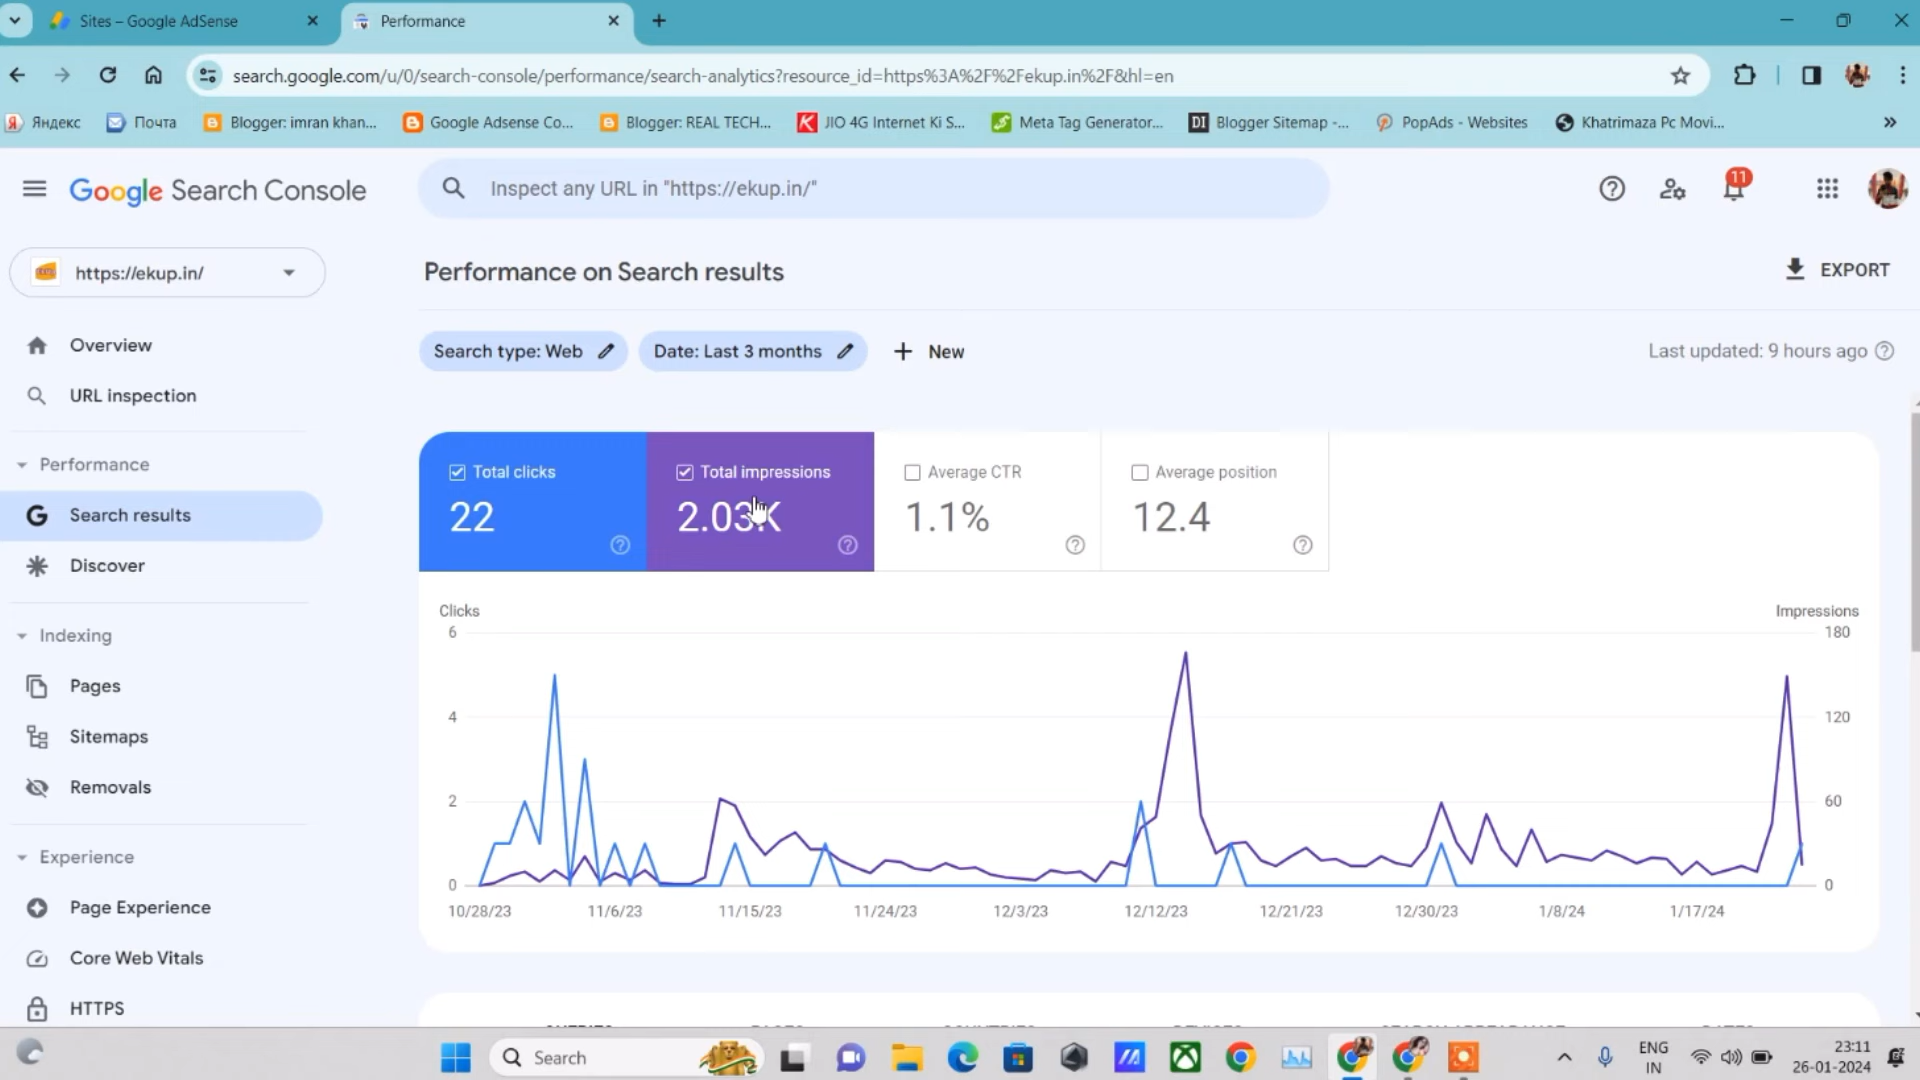 Sites – Google AdSense
Performance
search.google.com/u/0/search-console/performance/search-analytics?resource_id=https%3A%2F%2Fekup.in%2F&hl=en
Яндекс
Почта
Blogger: imran khan...
Google Adsense Co...
Blogger: REAL TECH...
JIO 4G Internet Ki S...
Meta Tag Generator...
DI
Blogger Sitemap -...
PopAds - Websites
Khatrimaza Pc Movi...
»
Google Search Console
Inspect any URL in "https://ekup.in/"
11
https://ekup.in/
Performance on Search results
EXPORT
Overview
URL inspection
Performance
Search results
Discover
Indexing
Pages
Sitemaps
Removals
Experience
Page Experience
Core Web Vitals
HTTPS
Search type: Web
Date: Last 3 months
New
Last updated: 9 hours ago
Total clicks
22
Total impressions
2.03K
Average CTR
1.1%
Average position
12.4
Clicks
Impressions
6
180
4
120
2
60
0
0
10/28/23
11/6/23
11/15/23
11/24/23
12/3/23
12/12/23
12/21/23
12/30/23
1/8/24
1/17/24
Search
ENG
IN
23:11
26-01-2024